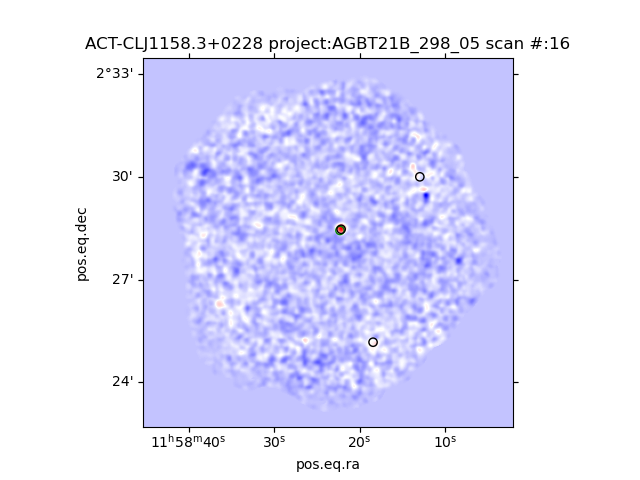 ACT-CLJ1158.3+0228 project:AGBT21B_298_05 scan #:16
2°33'
30'
27'
24'
pos.eq.dec
11ʰ58ᵐ40ˢ
30ˢ
20ˢ
10ˢ
pos.eq.ra